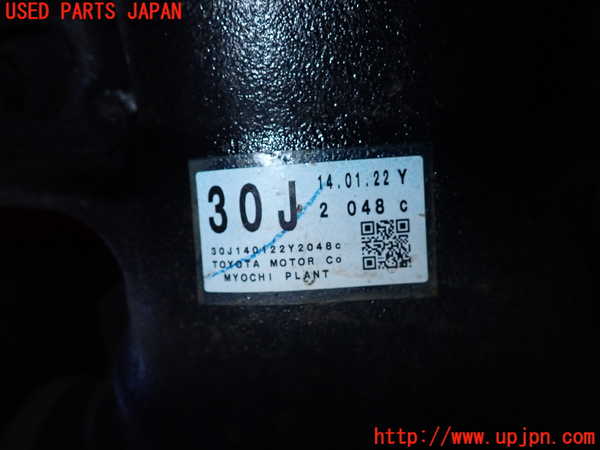 USED PARTS JAPAN
30J 14.01.22 Y
2 048 c
30J140122Y2048c
TOYOTA MOTOR Co
MYOCHI PLANT
http://www.upjpn.com/